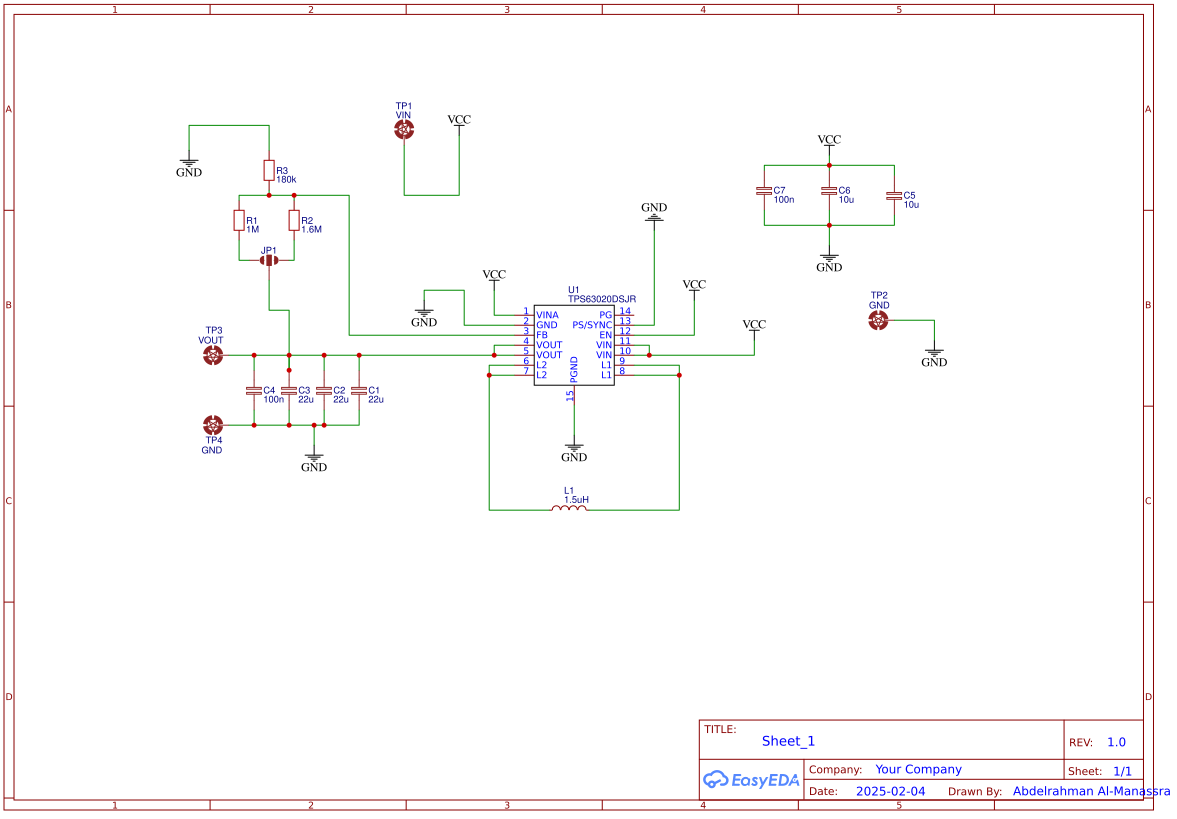 1 2 3 4 5
A A
B B
C C
D D
TP1
VIN
VCC
GND
R3
180k
R1
1M
R2
1.6M
JP1
VCC
C7
100n
C6
10u
C5
10u
GND
GND
VCC
GND
VCC
VCC
U1
TPS63020DSJR
1 VINA
2 GND
3 FB
4 VOUT
5 VOUT
6 L2
7 L2
PG 14
PS/SYNC 13
EN 12
VIN 11
VIN 10
L1 9
L1 8
PGND
15
GND
TP2
GND
GND
TP3
VOUT
C4
100n
C3
22u
C2
22u
C1
22u
TP4
GND
GND
L1
1.5uH
TITLE:
Sheet_1
REV: 1.0
EasyEDA
Company: Your Company
Sheet: 1/1
Date: 2025-02-04 Drawn By: Abdelrahman Al-Manassra
1 2 3 4 5